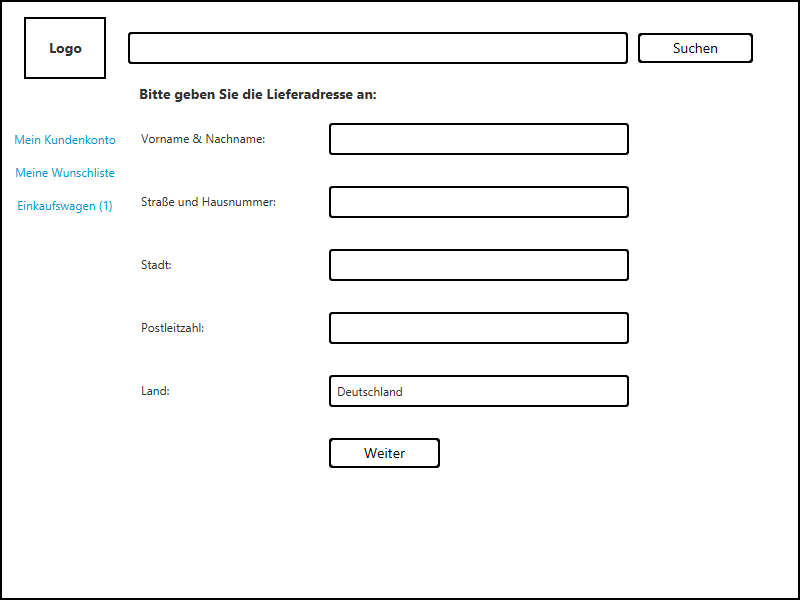 Logo
Suchen
Bitte geben Sie die Lieferadresse an:
Mein Kundenkonto
Meine Wunschliste
Einkaufswagen (1)
Vorname & Nachname:
Straße und Hausnummer:
Stadt:
Postleitzahl:
Land:
Deutschland
Weiter